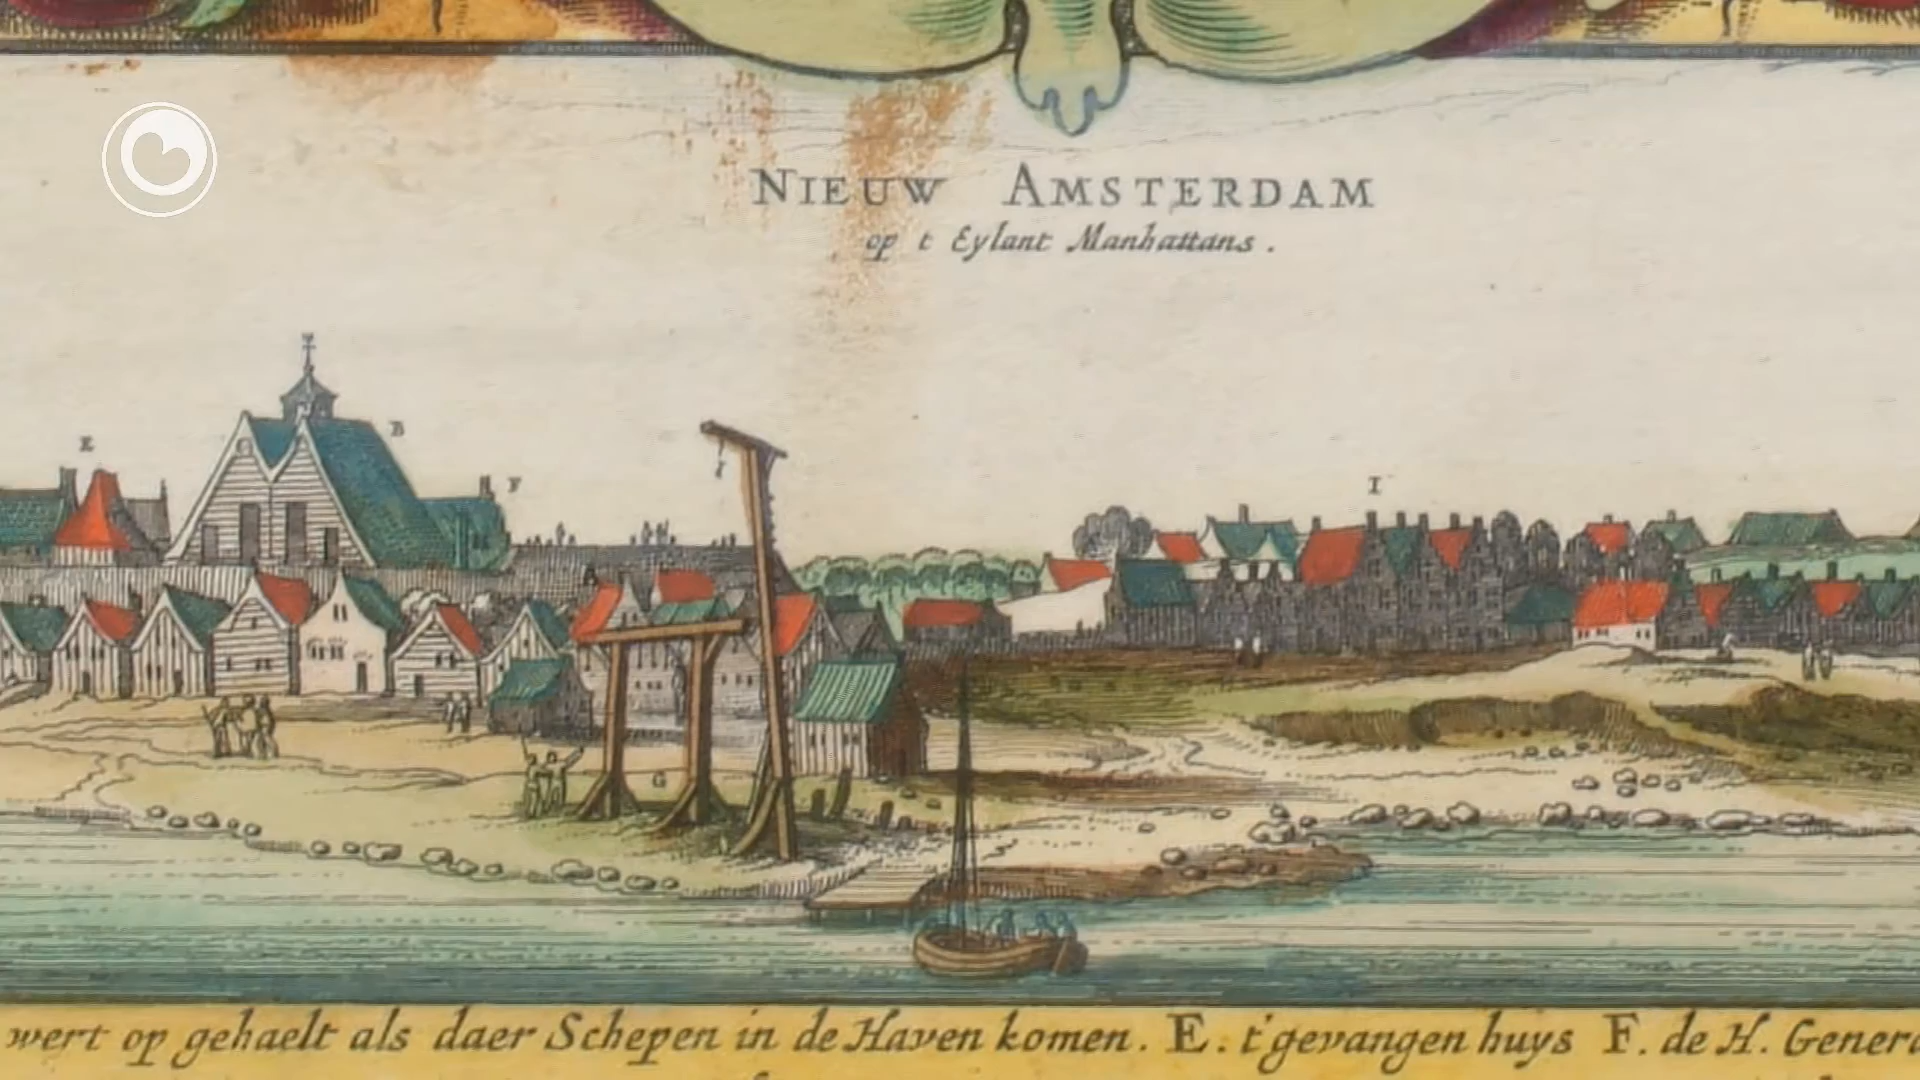 NIEUW AMSTERDAM
op t Eylant Manhattans.
E
B
F
I
G
wert op gehaelt als daer Schepen in de Haven komen. E. t'gevangen huys F. de H. Genera